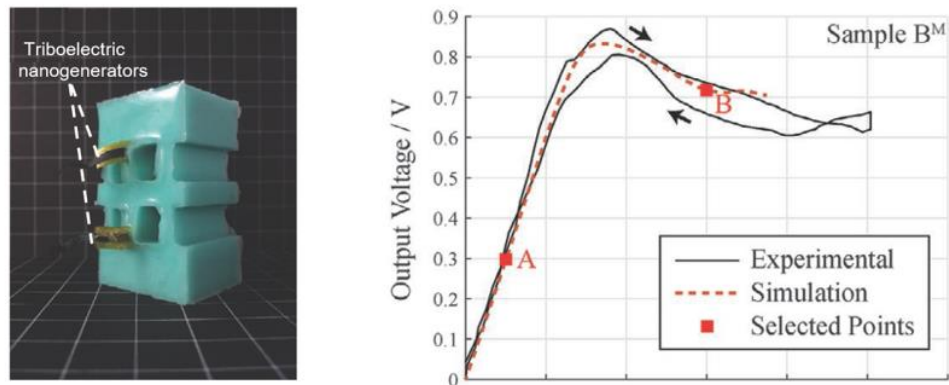 Triboelectric
nanogenerators
0.9
0.8
0.7
0.6
0.5
0.4
0.3
0.2
0.1
0
Output Voltage / V
Sample Bᴹ
B
A
Experimental
Simulation
Selected Points